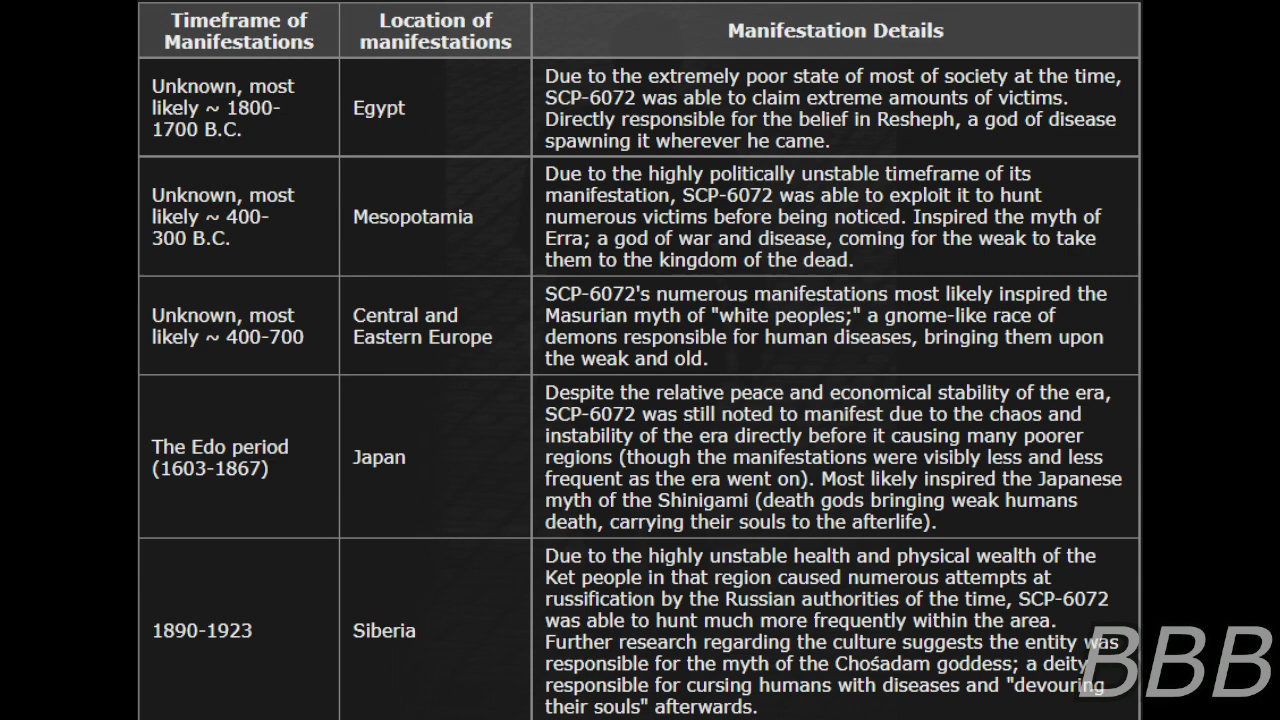 Timeframe of
Manifestations
Location of
manifestations
Manifestation Details
Unknown, most
likely ~ 1800-
1700 B.C.
Egypt
Due to the extremely poor state of most of society at the time,
SCP-6072 was able to claim extreme amounts of victims.
Directly responsible for the belief in Resheph, a god of disease
spawning it wherever he came.
Unknown, most
likely ~ 400-
300 B.C.
Mesopotamia
Due to the highly politically unstable timeframe of its
manifestation, SCP-6072 was able to exploit it to hunt
numerous victims before being noticed. Inspired the myth of
Erra; a god of war and disease, coming for the weak to take
them to the kingdom of the dead.
Unknown, most
likely ~ 400-700
Central and
Eastern Europe
SCP-6072's numerous manifestations most likely inspired the
Masurian myth of "white peoples;" a gnome-like race of
demons responsible for human diseases, bringing them upon
the weak and old.
The Edo period
(1603-1867)
Japan
Despite the relative peace and economical stability of the era,
SCP-6072 was still noted to manifest due to the chaos and
instability of the era directly before it causing many poorer
regions (though the manifestations were visibly less and less
frequent as the era went on). Most likely inspired the Japanese
myth of the Shinigami (death gods bringing weak humans
death, carrying their souls to the afterlife).
1890-1923
Siberia
Due to the highly unstable health and physical wealth of the
Ket people in that region caused numerous attempts at
russification by the Russian authorities of the time, SCP-6072
was able to hunt much more frequently within the area.
Further research regarding the culture suggests the entity was
responsible for the myth of the Chośadam goddess; a deity
responsible for cursing humans with diseases and "devouring
their souls" afterwards.
BBB